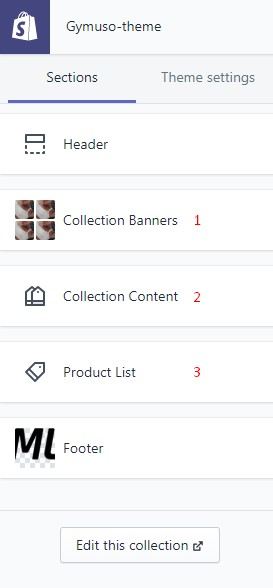 Gymuso-theme
Sections Theme settings
Header
Collection Banners 1
Collection Content 2
Product List 3
ML Footer
Edit this collection